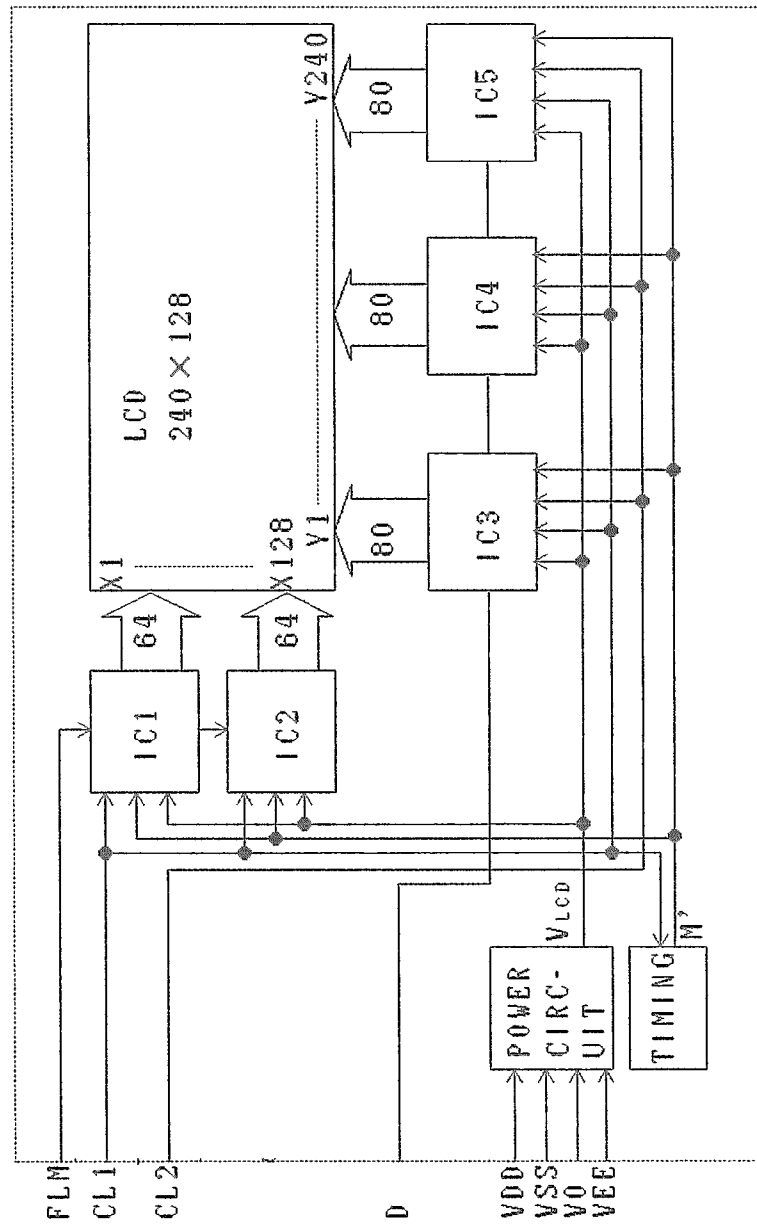 FLM
CL1
CL2
D
VDD
VSS
V0
VEE
IC1
64
IC2
64
X1
X128
LCD
240×128
Y1
Y240
80
80
80
IC3
IC4
IC5
POWER
CIRC-
UIT
VLCD
TIMING
M'